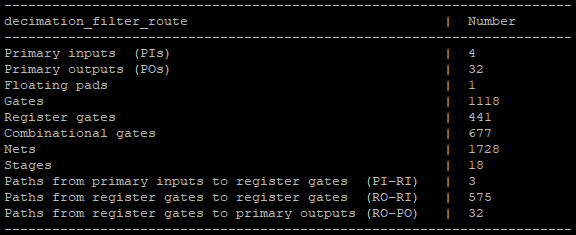 decimation_filter_route | Number
Primary inputs (PIs) | 4
Primary outputs (POs) | 32
Floating pads | 1
Gates | 1118
Register gates | 441
Combinational gates | 677
Nets | 1728
Stages | 18
Paths from primary inputs to register gates (PI-RI) | 3
Paths from register gates to register gates (RO-RI) | 575
Paths from register gates to primary outputs (RO-PO) | 32